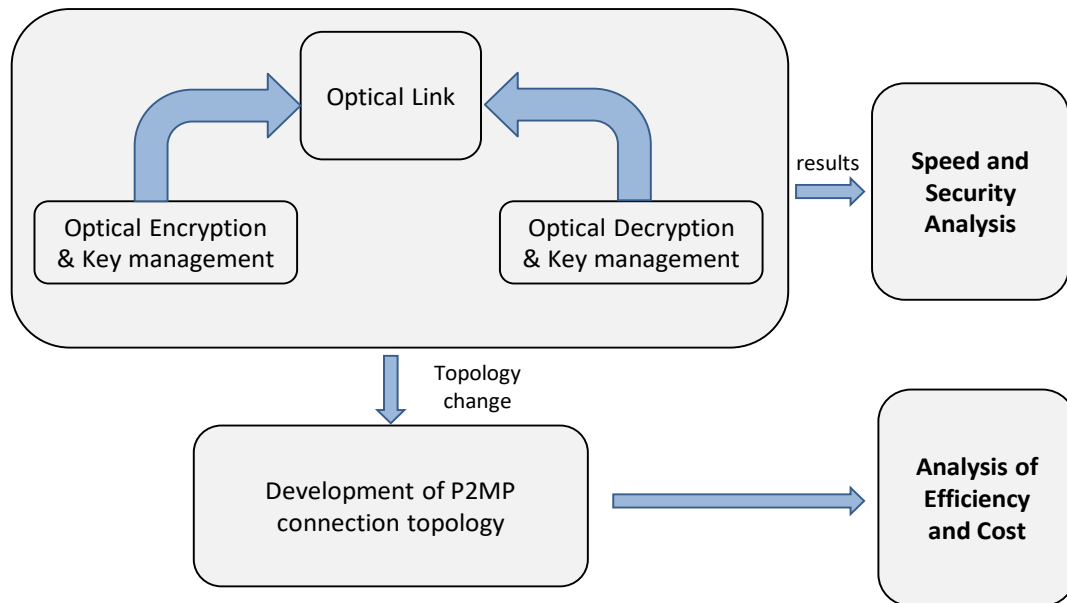 Optical Link
Optical Encryption
& Key management
Optical Decryption
& Key management
results
Speed and
Security
Analysis
Topology
change
Development of P2MP
connection topology
Analysis of
Efficiency
and Cost